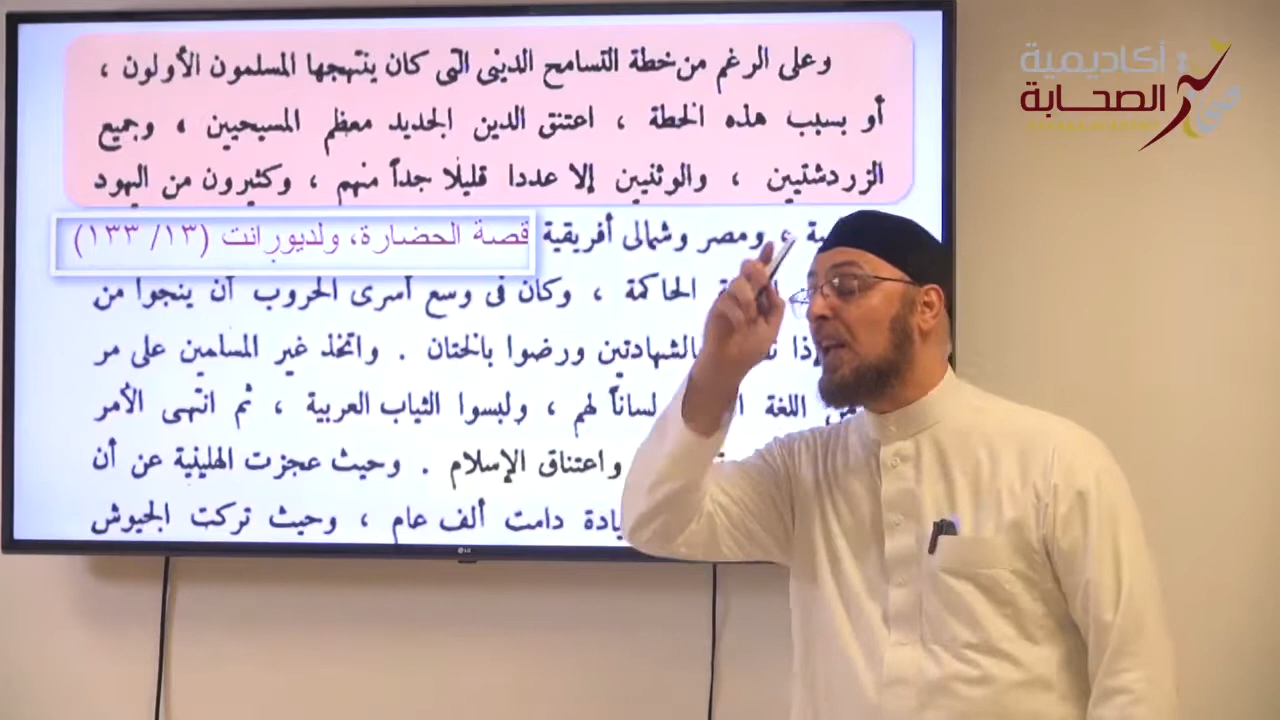 أكاديمية
الصحابة
وعلى الرغم من خطة التسامح الديني التي كان ينتهجها المسلمون الأولون ،
أو بسبب هذه الخطة ، اعتنق الدين الجديد معظم المسيحيين ، وجميع
الزردشتيين ، والوثنيين إلا عددا قليلا جداً منهم ، وكثيرون من اليهود
، ومصر وشمالى أفريقية
قصة الحضارة، ولديورانت (١٣/ ١٣٣)
الحاكمة ، وكان فى وسع أسرى الحروب أن ينجوا من
بالشهادتين ورضوا بالختان . واتخذ غير المسلمين على مر
اللغة لساناً لهم ، ولبسوا الثياب العربية ، ثم انتهى الأمر
واعتناق الإسلام . وحيث عجزت الهلينية عن أن
دامت ألف عام ، وحيث تركت الجيوش
LG